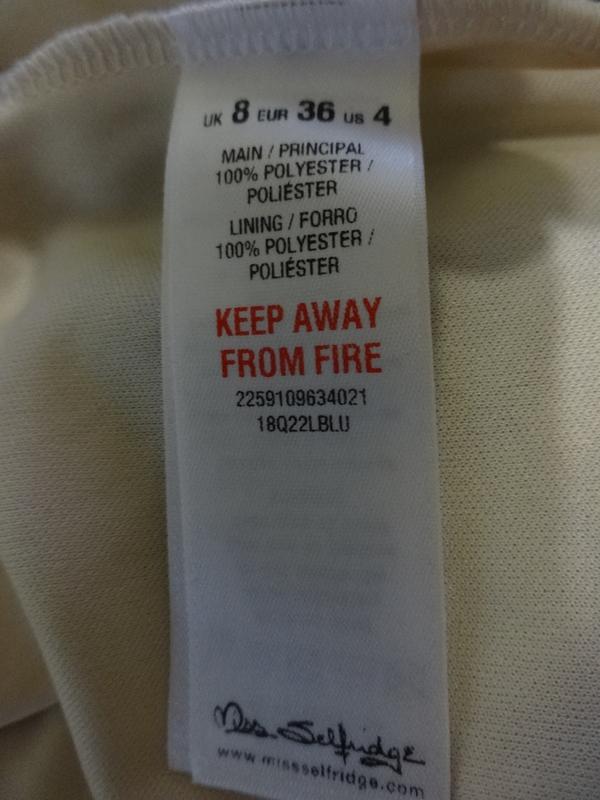 UK 8 EUR 36 US 4
MAIN / PRINCIPAL
100% POLYESTER /
POLIÉSTER
LINING / FORRO
100% POLYESTER /
POLIÉSTER
KEEP AWAY
FROM FIRE
2259109634021
18Q22LBLU
Miss Selfridge
www.missselfridge.com